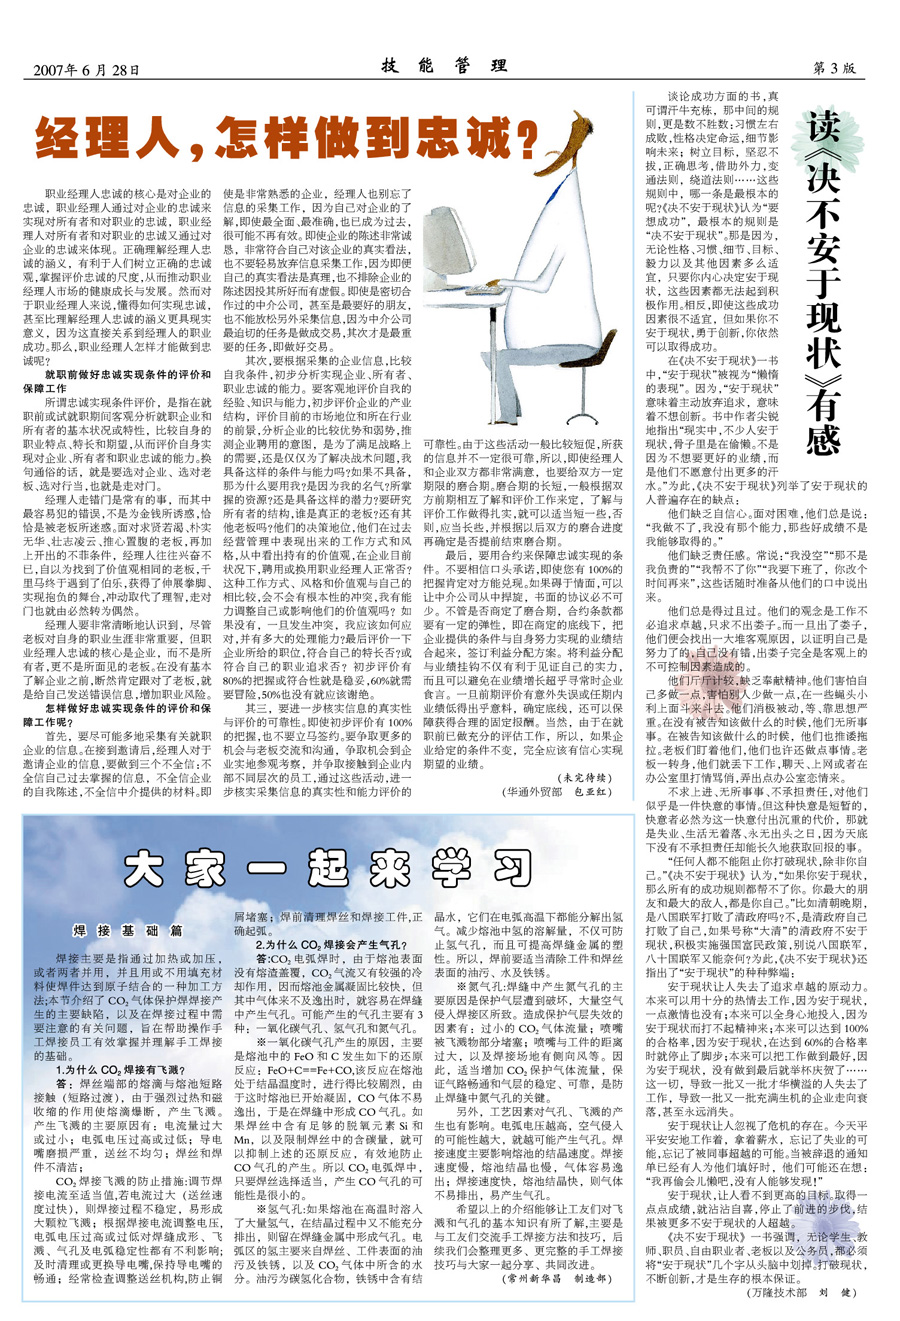 2007年6月28日
技能管理
第3版
经理人,怎样做到忠诚?
职业经理人忠诚的核心是对企业的
忠诚，职业经理人通过对企业的忠诚来
实现对所有者和对职业的忠诚，职业经
理人对所有者和对职业的忠诚又通过对
企业的忠诚来体现。正确理解经理人忠
诚的涵义，有利于人们树立正确的忠诚
观,掌握评价忠诚的尺度,从而推动职业
经理人市场的健康成长与发展。然而对
于职业经理人来说,懂得如何实现忠诚,
甚至比理解经理人忠诚的涵义更具现实
意义，因为这直接关系到经理人的职业
成功。那么,职业经理人怎样才能做到忠
诚呢?
就职前做好忠诚实现条件的评价和
保障工作
所谓忠诚实现条件评价，是指在就
职前或试就职期间客观分析就职企业和
所有者的基本状况或特性，比较自身的
职业特点、特长和期望,从而评价自身实
现对企业、所有者和职业忠诚的能力。换
句通俗的话，就是要选对企业、选对老
板、选对行当,也就是走对门。
经理人走错门是常有的事，而其中
最容易犯的错误,不是为金钱所诱惑,恰
恰是被老板所迷惑。面对求贤若渴、朴实
无华、壮志凌云、推心置腹的老板,再加
上开出的不菲条件，经理人往往兴奋不
已,自以为找到了价值观相同的老板,千
里马终于遇到了伯乐,获得了伸展拳脚、
实现抱负的舞台,冲动取代了理智,走对
门也就由必然转为偶然。
经理人要非常清晰地认识到，尽管
老板对自身的职业生涯非常重要，但职
业经理人忠诚的核心是企业，而不是所
有者,更不是所面见的老板。在没有基本
了解企业之前,断然肯定跟对了老板,就
是给自己发送错误信息,增加职业风险。
怎样做好忠诚实现条件的评价和保
障工作呢?
首先，要尽可能多地采集有关就职
企业的信息。在接到邀请后,经理人对于
邀请企业的信息,要做到三个不全信:不
全信自己过去掌握的信息，不全信企业
的自我陈述,不全信中介提供的材料。即
使是非常熟悉的企业，经理人也别忘了
信息的采集工作，因为自己对企业的了
解,即使最全面、最准确,也已成为过去,
很可能不再有效。即使企业的陈述非常诚
恳，非常符合自己对该企业的真实看法,
也不要轻易放弃信息采集工作,因为即便
自己的真实看法是真理,也不排除企业的
陈述因投其所好而有虚假。即使是密切合
作过的中介公司，甚至是最要好的朋友,
也不能放松另外采集信息,因为中介公司
最迫切的任务是做成交易,其次才是最重
要的任务,即做好交易。
其次,要根据采集的企业信息,比较
自我条件,初步分析实现企业、所有者、
职业忠诚的能力。要客观地评价自我的
经验、知识与能力,初步评价企业的产业
结构，评价目前的市场地位和所在行业
的前景,分析企业的比较优势和弱势,推
测企业聘用的意图，是为了满足战略上
的需要,还是仅仅为了解决战术问题,我
具备这样的条件与能力吗?如果不具备,
那为什么要用我?是因为我的名气?所掌
握的资源?还是具备这样的潜力?要研究
所有者的结构,谁是真正的老板?还有其
他老板吗?他们的决策地位,他们在过去
经营管理中表现出来的工作方式和风
格,从中看出持有的价值观,在企业目前
状况下,聘用或换用职业经理人正常否?
这种工作方式、风格和价值观与自己的
相比较,会不会有根本性的冲突,我有能
力调整自己或影响他们的价值观吗? 如
果没有，一旦发生冲突，我应该如何应
对,并有多大的处理能力?最后评价一下
企业所给的职位,符合自己的特长否?或
符合自己的职业追求否? 初步评价有
80%的把握或符合性就是稳妥,60%就需
要冒险,50%也没有就应该谢绝。
其三，要进一步核实信息的真实性
与评价的可靠性。即使初步评价有100%
的把握,也不要立马签约。要争取更多的
机会与老板交流和沟通，争取机会到企
业实地参观考察，并争取接触到企业内
部不同层次的员工,通过这些活动,进一
步核实采集信息的真实性和能力评价的
可靠性。由于这些活动一般比较短促,所获
的信息并不一定很可靠,所以,即使经理人
和企业双方都非常满意，也要给双方一定
期限的磨合期。磨合期的长短,一般根据双
方前期相互了解和评价工作来定，了解与
评价工作做得扎实,就可以适当短一些,否
则,应当长些,并根据以后双方的磨合进度
再确定是否提前结束磨合期。
最后，要用合约来保障忠诚实现的条
件。不要相信口头承诺,即使您有100%的
把握肯定对方能兑现。如果碍于情面,可以
让中介公司从中捍旋，书面的协议必不可
少。不管是否商定了磨合期，合约条款都
要有一定的弹性，即在商定的底线下，把
企业提供的条件与自身努力实现的业绩结
合起来，签订利益分配方案。将利益分配
与业绩挂钩不仅有利于见证自己的实力,
而且可以避免在业绩增长超乎寻常时企业
食言。一旦前期评价有意外失误或任期内
业绩低得出乎意料，确定底线，还可以保
障获得合理的固定报酬。当然，由于在就
职前已做充分的评估工作，所以，如果企
业给定的条件不变，完全应该有信心实现
期望的业绩。
(未完待续)
(华通外贸部 包亚红)
读《决不安于现状》有感
谈论成功方面的书,真
可谓汗牛充栋，那中间的规
则,更是数不胜数:习惯左右
成败,性格决定命运,细节影
响未来；树立目标，坚忍不
拔,正确思考,借助外力,变
通法则，绕道法则……这些
规则中，哪一条是最根本的
呢?《决不安于现状》认为“要
想成功”，最根本的规则是
“决不安于现状”。那是因为,
无论性格、习惯、细节、目标、
毅力以及其他因素多么适
宜，只要你内心决定安于现
状，这些因素都无法起到积
极作用。相反,即使这些成功
因素很不适宜，但如果你不
安于现状,勇于创新,你依然
可以取得成功。
在《决不安于现状》一书
中,“安于现状”被视为“懒惰
的表现”。因为,“安于现状”
意味着主动放弃追求，意味
着不想创新。书中作者尖锐
地指出“现实中,不少人安于
现状,骨子里是在偷懒。不是
因为不想要更好的业绩,而
是他们不愿意付出更多的汗
水。”为此,《决不安于现状》列举了安于现状的
人普遍存在的缺点:
他们缺乏自信心。面对困难,他们总是说:
“我做不了,我没有那个能力,那些好成绩不是
我能够取得的。”
他们缺乏责任感。常说:“我没空”“那不是
我负责的”“我帮不了你”“我要下班了，你改个
时间再来”,这些话随时准备从他们的口中说出
来。
他们总是得过且过。他们的观念是工作不
必追求卓越,只求不出娄子。而一旦出了娄子,
他们便会找出一大堆客观原因，以证明自己是
努力了的。自己没有错,出娄子完全是客观上的
不可控制因素造成的。
他们斤斤计较,缺乏奉献精神。他们害怕自
己多做一点,害怕别人少做一点,在一些蝇头小
利上面斗来斗去;他们消极被动,等、靠思想严
重。在没有被告知该做什么的时候,他们无所事
事。在被告知该做什么的时候，他们也推诿拖
拉。老板们盯着他们,他们也许还做点事情。老
板一转身,他们就丢下工作,聊天、上网或者在
办公室里打情骂俏,弄出点办公室恋情来。
不求上进、无所事事、不承担责任,对他们
似乎是一件快意的事情。但这种快意是短暂的,
快意者必然为这一快意付出沉重的代价，那就
是失业、生活无着落、永无出头之日,因为天底
下没有不承担责任却能长久地获取回报的事。
“任何人都不能阻止你打破现状,除非你自
己。”《决不安于现状》认为,“如果你安于现状,
那么所有的成功规则都帮不了你。你最大的朋
友和最大的敌人,都是你自己。”比如清朝晚期,
是八国联军打败了清政府吗?不,是清政府自己
打败了自己,如果号称“大清”的清政府不安于
现状,积极实施强国富民政策,别说八国联军,
八十国联军又能奈何?为此,《决不安于现状》还
指出了“安于现状”的种种弊端:
安于现状让人失去了追求卓越的原动力。
本来可以用十分的热情去工作,因为安于现状,
一点激情也没有;本来可以全身心地投入,因为
安于现状而打不起精神来;本来可以达到100%
的合格率,因为安于现状,在达到60%的合格率
时就停止了脚步;本来可以把工作做到最好,因
为安于现状，没有做到最后就举杯庆贺了……
这一切，导致一批又一批才华横溢的人失去了
工作，导致一批又一批充满生机的企业走向衰
落,甚至永远消失。
安于现状让人忽视了危机的存在。今天平
平安安地工作着，拿着薪水，忘记了失业的可
能,忘记了被同事超越的可能。当被辞退的通知
单已经有人为他们填好时，他们可能还在想:
“我再偷会儿懒吧,没有人能够发现!”
安于现状,让人看不到更高的目标。取得一
点点成绩,就沾沾自喜,停止了前进的步伐,结
果被更多不安于现状的人超越。
《决不安于现状》一书强调，无论学生、教
师、职员、自由职业者、老板以及公务员,都必须
将“安于现状”几个字从头脑中划掉。打破现状,
不断创新,才是生存的根本保证。
(万隆技术部 刘 健)
大家一起来学习
焊接基础篇
焊接主要是指通过加热或加压,
或者两者并用，并且用或不用填充材
料使焊件达到原子结合的一种加工方
法;本节介绍了CO₂气体保护焊焊接产
生的主要缺陷，以及在焊接过程中需
要注意的有关问题，旨在帮助操作手
工焊接员工有效掌握并理解手工焊接
的基础。
1.为什么CO₂焊接有飞溅?
答：焊丝端部的熔滴与熔池短路
接触（短路过渡），由于强烈过热和磁
收缩的作用使熔滴爆断，产生飞溅。
产生飞溅的主要原因有：电流量过大
或过小；电弧电压过高或过低；导电
嘴磨损严重，送丝不均匀；焊丝和焊
件不清洁；
CO₂焊接飞溅的防止措施:调节焊
接电流至适当值,若电流过大（送丝速
度过快)，则焊接过程不稳定，易形成
大颗粒飞溅；根据焊接电流调整电压,
电弧电压过高或过低对焊缝成形、飞
溅、气孔及电弧稳定性都有不利影响;
及时清理或更换导电嘴,保持导电嘴的
畅通；经常检查调整送丝机构,防止铜
屑堵塞；焊前清理焊丝和焊接工件,正
确起弧。
2.为什么CO₂焊接会产生气孔?
答:CO₂电弧焊时，由于熔池表面
没有熔渣盖覆，CO₂气流又有较强的冷
却作用，因而熔池金属凝固比较快，但
其中气体来不及逸出时，就容易在焊缝
中产生气孔。可能产生的气孔主要有3
种：一氧化碳气孔、氢气孔和氮气孔。
※一氧化碳气孔产生的原因，主要
是熔池中的FeO和C发生如下的还原
反应：FeO+C==Fe+CO,该反应在熔池
处于结晶温度时，进行得比较剧烈，由
于这时熔池已开始凝固，CO气体不易
逸出，于是在焊缝中形成CO气孔。如
果焊丝中含有足够的脱氧元素Si和
Mn，以及限制焊丝中的含碳量，就可
以抑制上述的还原反应，有效地防止
CO气孔的产生。所以CO₂电弧焊中，
只要焊丝选择适当，产生CO气孔的可
能性是很小的。
※氢气孔:如果熔池在高温时溶入
了大量氢气，在结晶过程中又不能充分
排出，则留在焊缝金属中形成气孔。电
弧区的氢主要来自焊丝、工件表面的油
污及铁锈，以及CO₂气体中所含的水
分。油污为碳氢化合物，铁锈中含有结
晶水，它们在电弧高温下都能分解出氢
气。减少熔池中氢的溶解量，不仅可防
止氢气孔，而且可提高焊缝金属的塑
性。所以，焊前要适当清除工件和焊丝
表面的油污、水及铁锈。
※氮气孔:焊缝中产生氮气孔的主
要原因是保护气层遭到破坏，大量空气
侵入焊接区所致。造成保护气层失效的
因素有：过小的CO₂气体流量；喷嘴
被飞溅物部分堵塞；喷嘴与工件的距离
过大，以及焊接场地有侧向风等。因
此，适当增加CO₂保护气体流量，保
证气路畅通和气层的稳定、可靠，是防
止焊缝中氮气孔的关键。
另外，工艺因素对气孔、飞溅的产
生也有影响。电弧电压越高，空气侵入
的可能性越大，就越可能产生气孔。焊
接速度主要影响熔池的结晶速度。焊接
速度慢，熔池结晶也慢，气体容易逸
出；焊接速度快，熔池结晶快，则气体
不易排出，易产生气孔。
希望以上的介绍能够让工友们对飞
溅和气孔的基本知识有所了解,主要是
与工友们交流手工焊接方法和技巧，后
续我们会整理更多、更完整的手工焊接
技巧与大家一起分享、共同改进。
(常州新华昌 制造部)